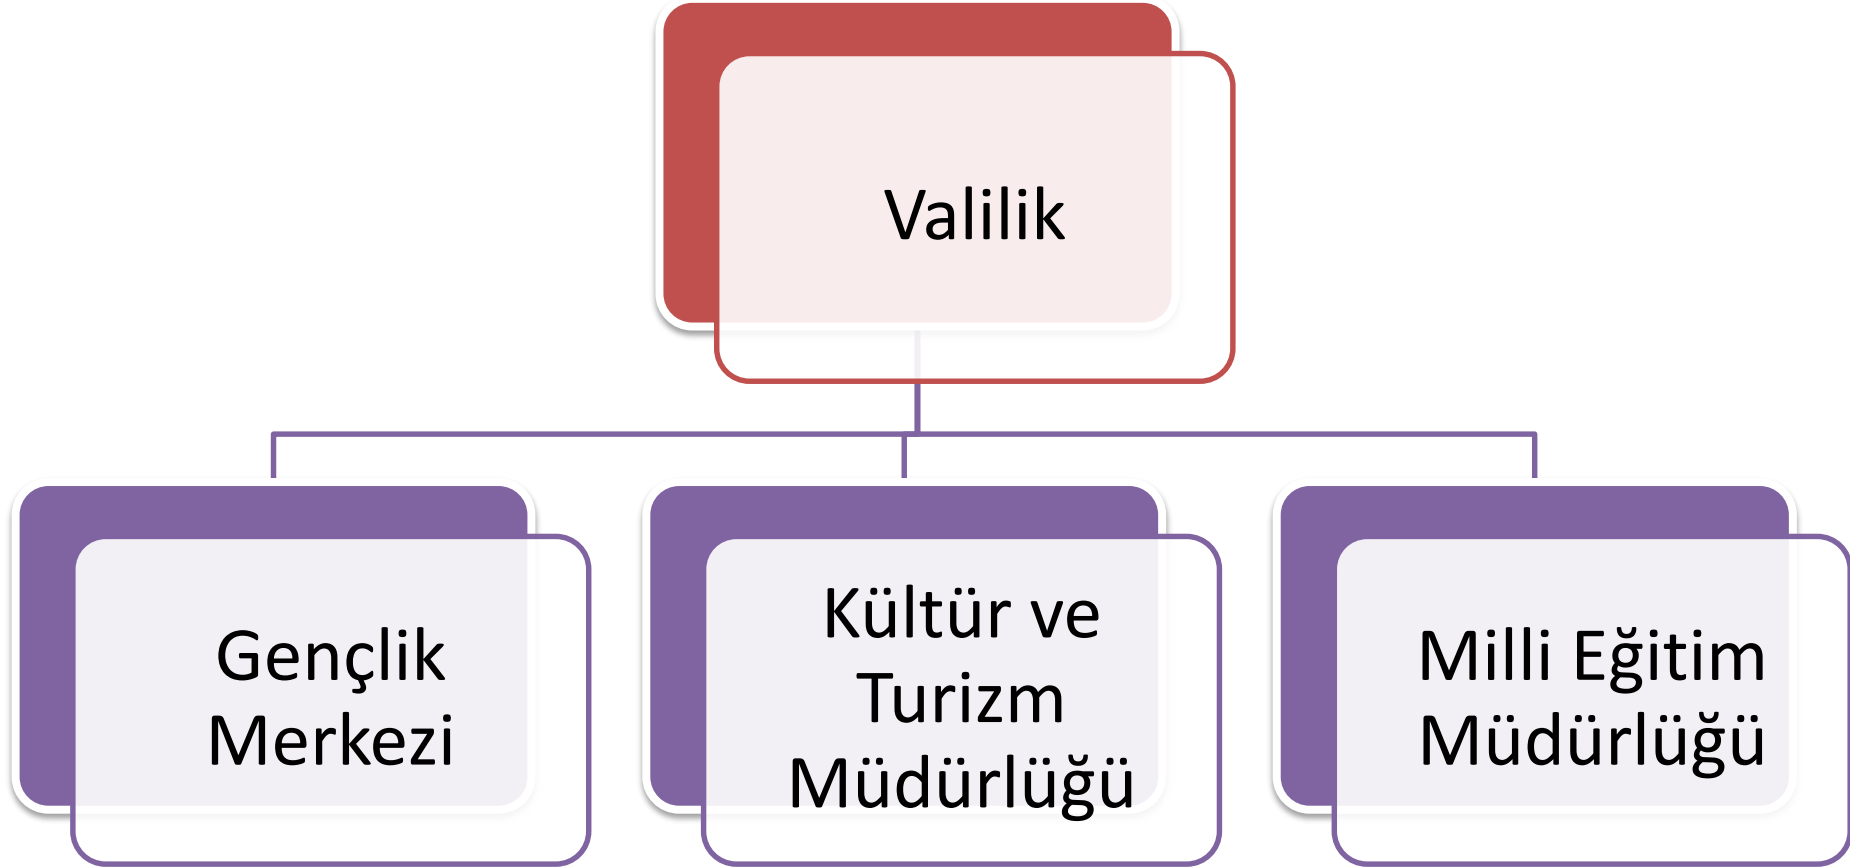 Valilik
Gençlik
Merkezi
Kültür ve
Turizm
Müdürlüğü
Milli Eğitim
Müdürlüğü